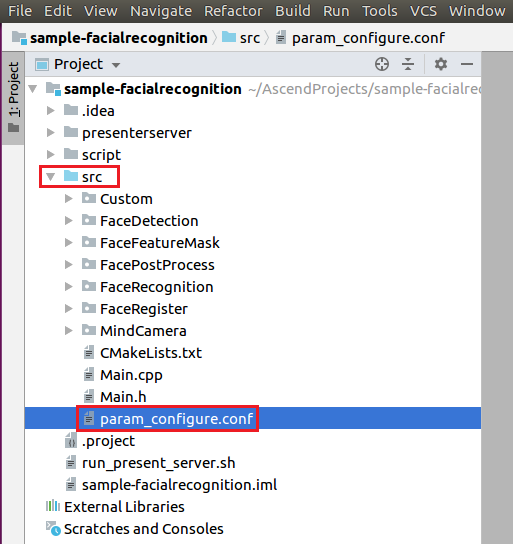 File Edit View Navigate Refactor Build Run Tools VCS Window
sample-facialrecognition src param_configure.conf
1: Project
Project
sample-facialrecognition ~/AscendProjects/sample-facialrec
.idea
presenterserver
script
src
Custom
FaceDetection
FaceFeatureMask
FacePostProcess
FaceRecognition
FaceRegister
MindCamera
CMakeLists.txt
Main.cpp
Main.h
param_configure.conf
.project
run_present_server.sh
sample-facialrecognition.iml
External Libraries
Scratches and Consoles